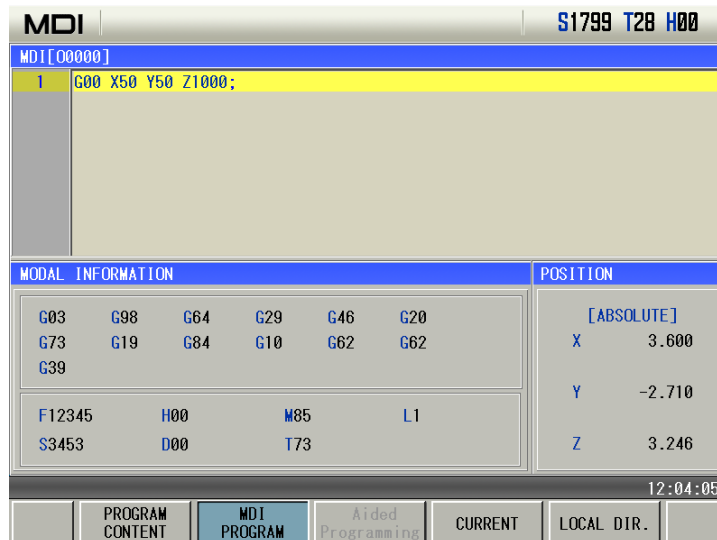 MDI S1799 T28 H00
MDI[O0000]
1 G00 X50 Y50 Z1000;
MODAL INFORMATION
G03 G98 G64 G29 G46 G20
G73 G19 G84 G10 G62 G62
G39
F12345 H00 M85 L1
S3453 D00 T73
POSITION
[ABSOLUTE]
X 3.600
Y -2.710
Z 3.246
12:04:05
PROGRAM
CONTENT
MDI
PROGRAM
Aided
Programming
CURRENT
LOCAL DIR.